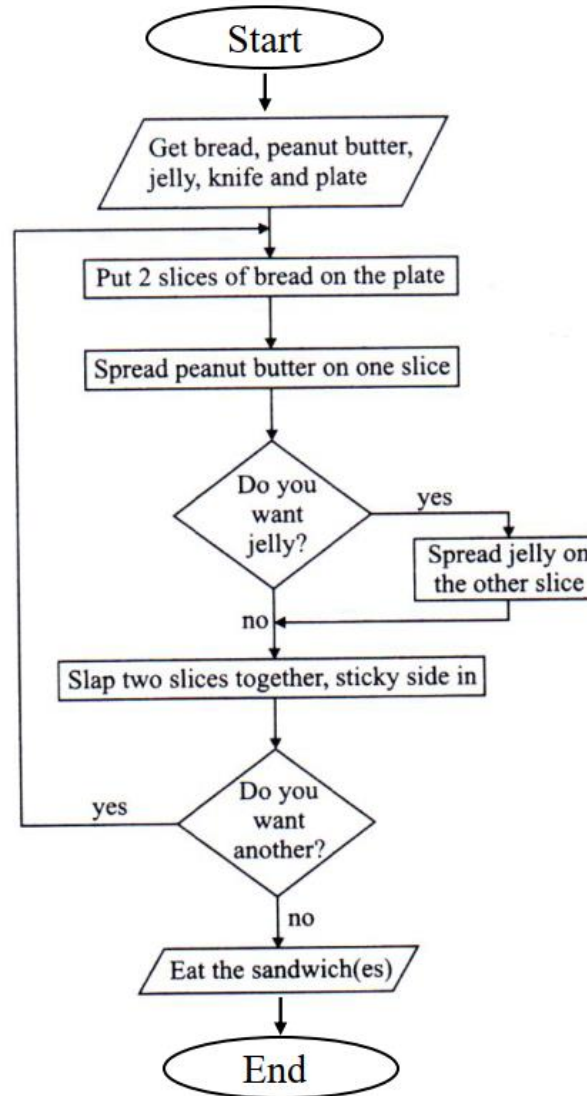 Start
Get bread, peanut butter,
jelly, knife and plate
Put 2 slices of bread on the plate
Spread peanut butter on one slice
Do you
want
jelly?
yes
Spread jelly on
the other slice
no
Slap two slices together, sticky side in
Do you
want
another?
yes
no
Eat the sandwich(es)
End